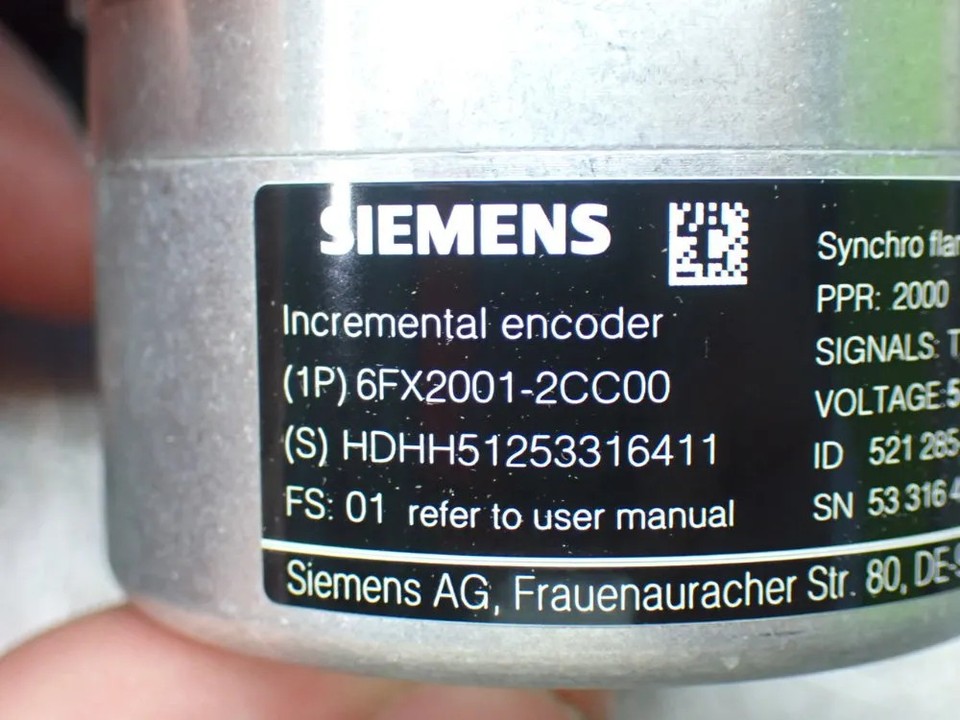 SIEMENS
Incremental encoder
(1P) 6FX2001-2CC00
(S) HDHH51253316411
FS: 01 refer to user manual
Synchro
PPR: 2000
SIGNALS:
VOLTAGE:
ID 521 285
SN 53 316
Siemens AG, Frauenauracher Str. 80,